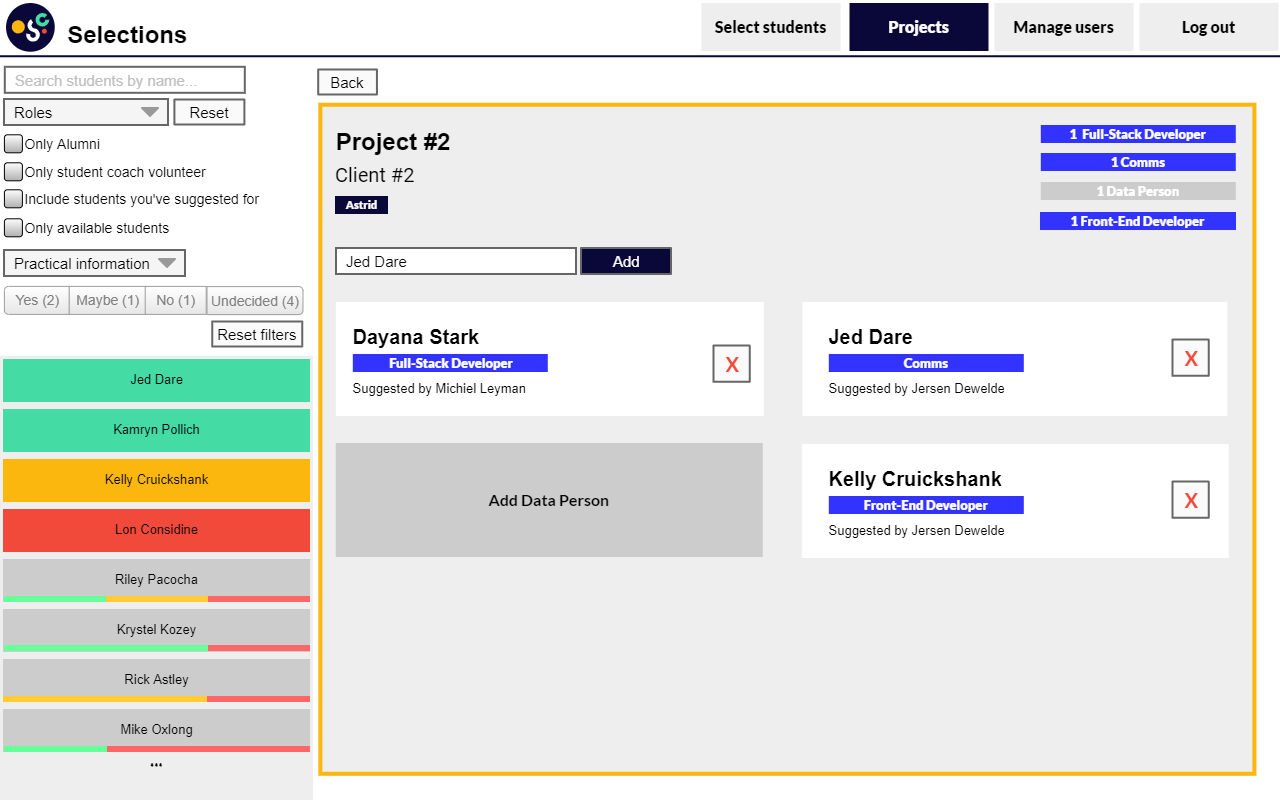 Selections
Select students
Projects
Manage users
Log out
Search students by name...
Roles
Reset
Only Alumni
Only student coach volunteer
Include students you've suggested for
Only available students
Practical information
Yes (2)
Maybe (1)
No (1)
Undecided (4)
Reset filters
Jed Dare
Kamryn Pollich
Kelly Cruickshank
Lon Considine
Riley Pacocha
Krystel Kozey
Rick Astley
Mike Oxlong
...
Back
Project #2
Client #2
Astrid
1 Full-Stack Developer
1 Comms
1 Data Person
1 Front-End Developer
Jed Dare
Add
Dayana Stark
Full-Stack Developer
Suggested by Michiel Leyman
X
Jed Dare
Comms
Suggested by Jersen Dewelde
X
Add Data Person
Kelly Cruickshank
Front-End Developer
Suggested by Jersen Dewelde
X